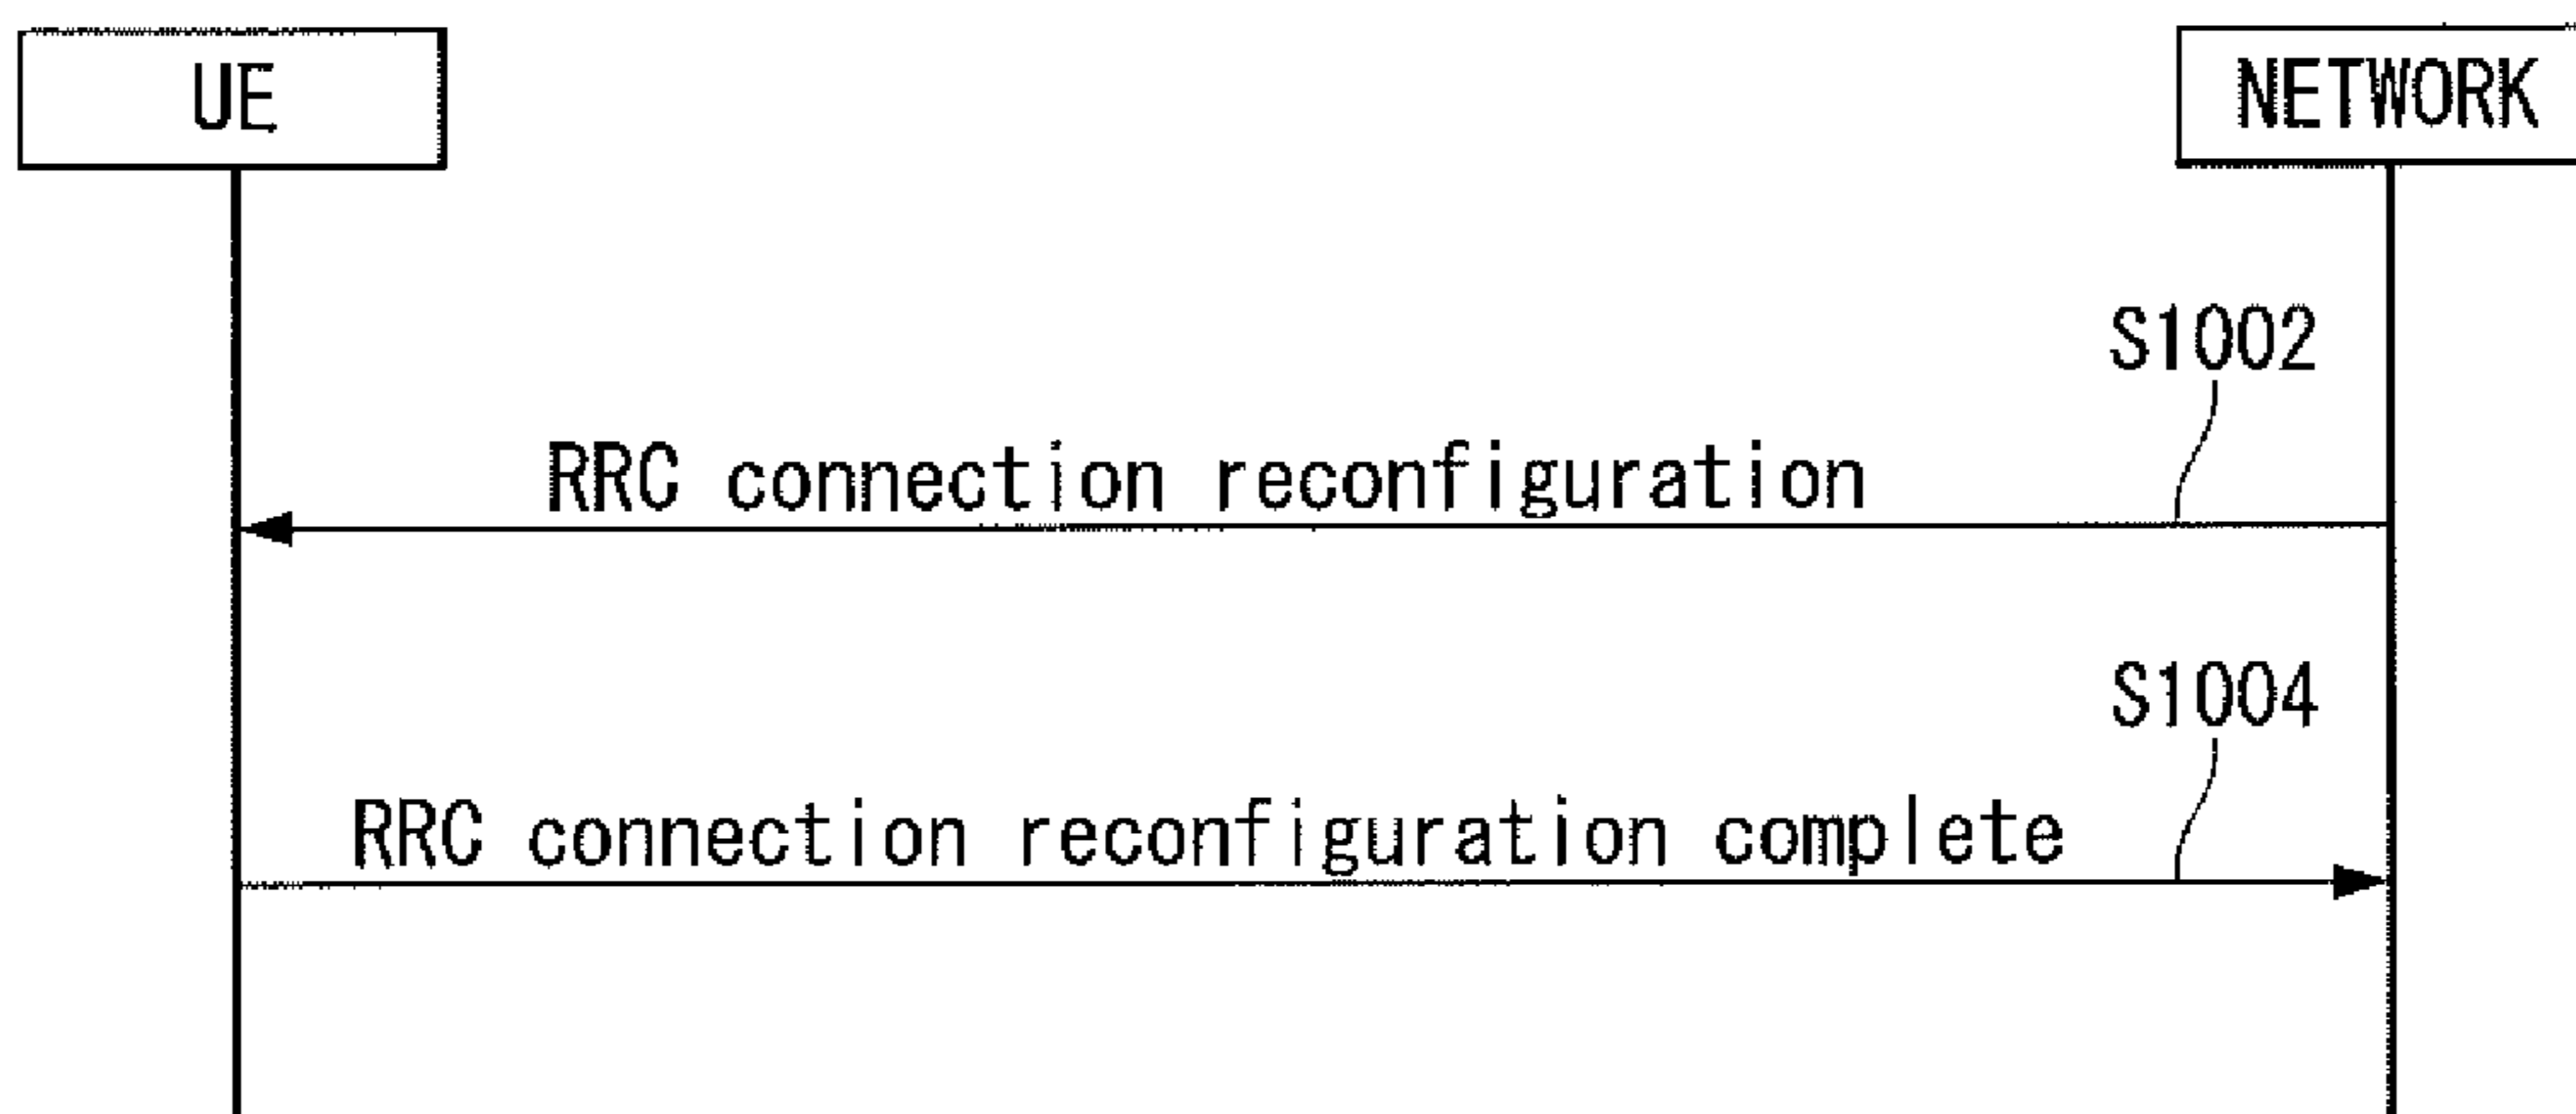 UE
NETWORK
S1002
RRC connection reconfiguration
S1004
RRC connection reconfiguration complete